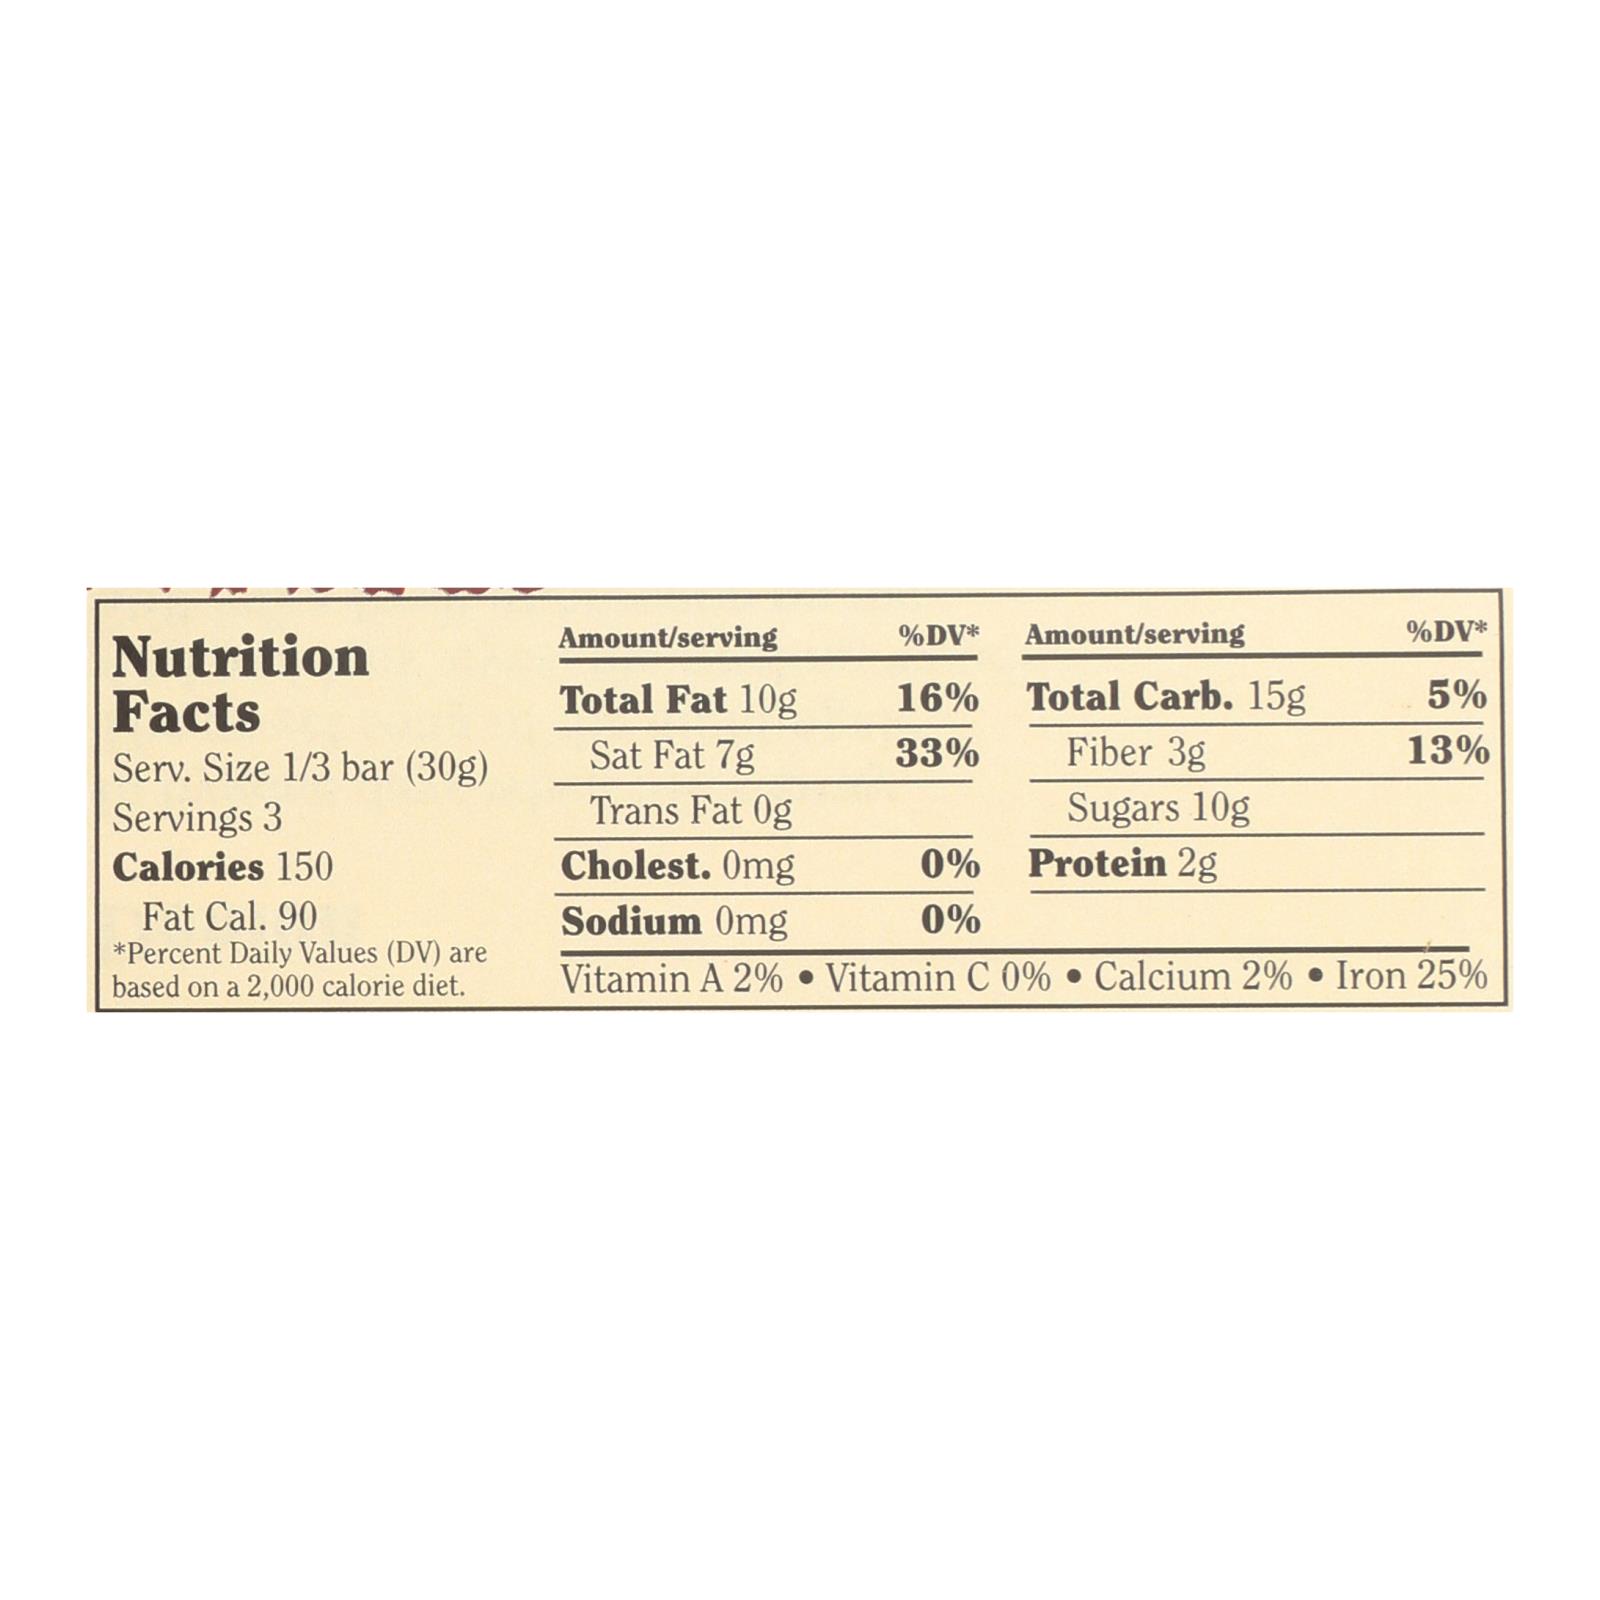 Nutrition
Facts
Serv. Size 1/3 bar (30g)
Servings 3
Calories 150
Fat Cal. 90
*Percent Daily Values (DV) are
based on a 2,000 calorie diet.
Amount/serving %DV*
Total Fat 10g 16%
Sat Fat 7g 33%
Trans Fat 0g
Cholest. 0mg 0%
Sodium 0mg 0%
Amount/serving %DV*
Total Carb. 15g 5%
Fiber 3g 13%
Sugars 10g
Protein 2g
Vitamin A 2% • Vitamin C 0% • Calcium 2% • Iron 25%